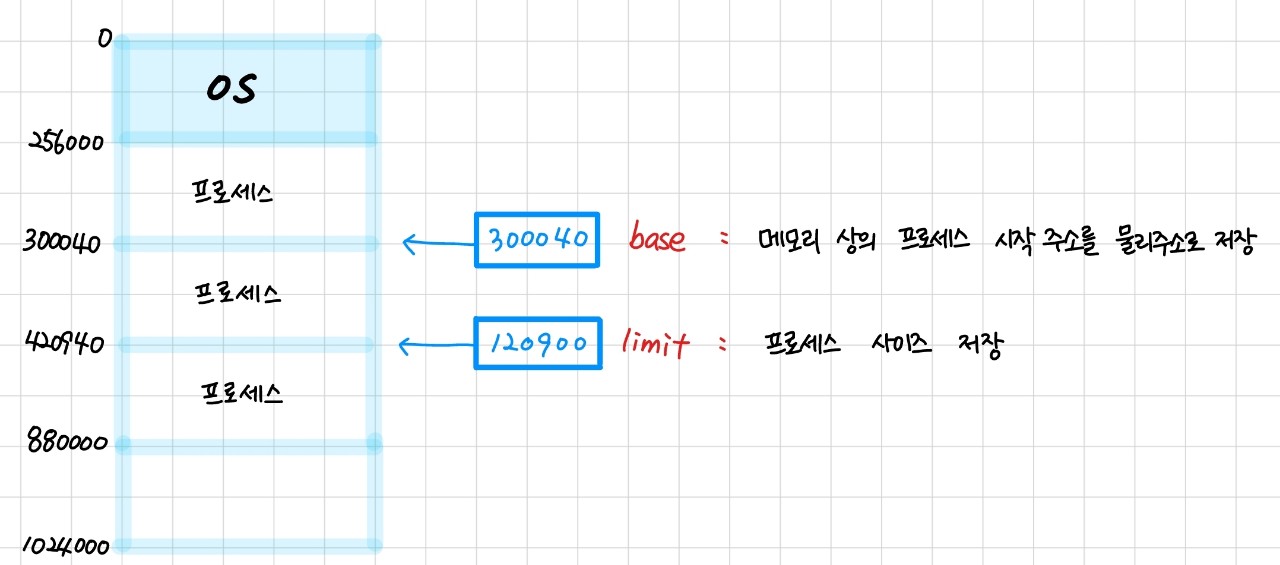 0
OS
256000
프로세스
300040
300040 base : 메모리 상의 프로세스 시작 주소를 물리주소로 저장
프로세스
420940
120900 limit : 프로세스 사이즈 저장
프로세스
880000
1024000